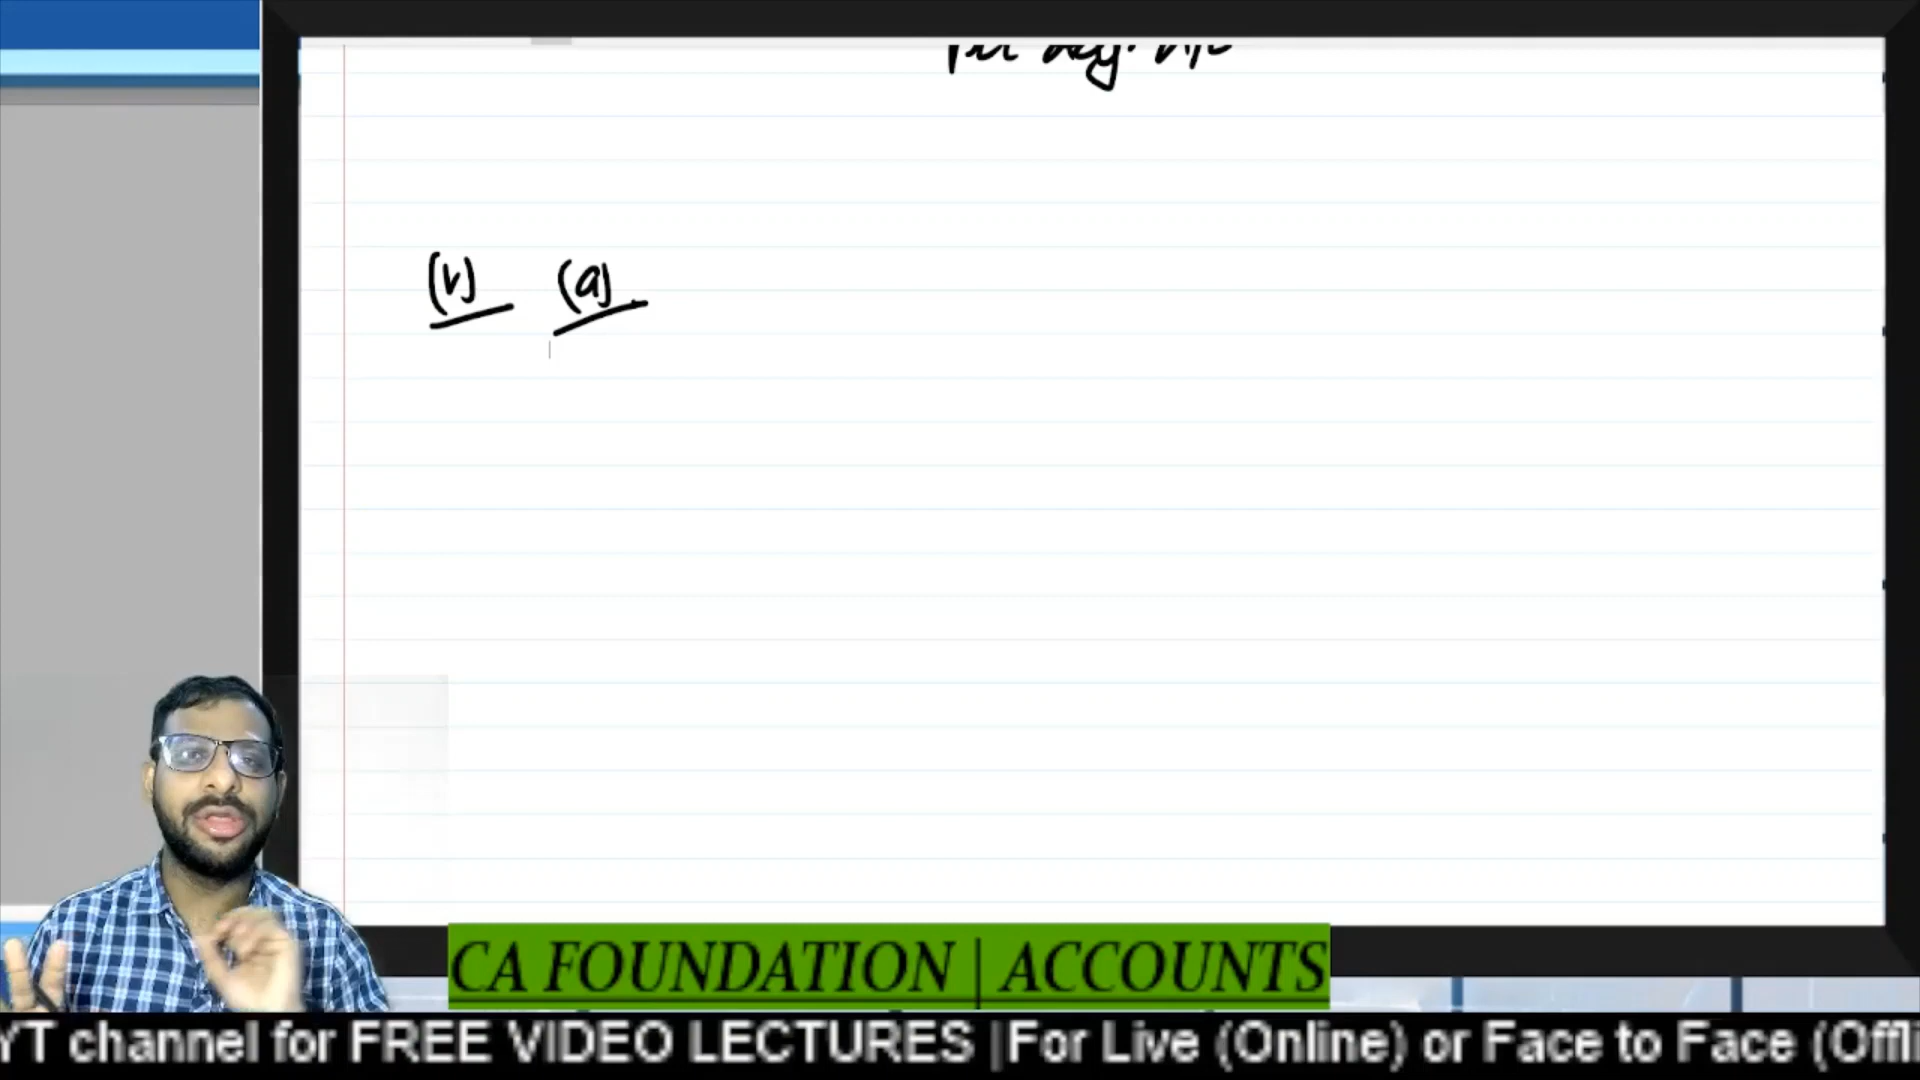 (v) (a)
CA FOUNDATION | ACCOUNTS
YT channel for FREE VIDEO LECTURES | For Live (Online) or Face to Face (Offli